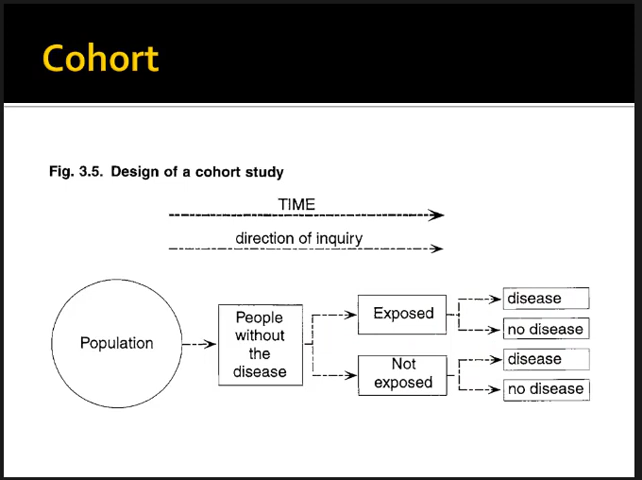 Cohort
Fig. 3.5. Design of a cohort study
TIME
direction of inquiry
Population
People
without
the
disease
Exposed
Not
exposed
disease
no disease
disease
no disease